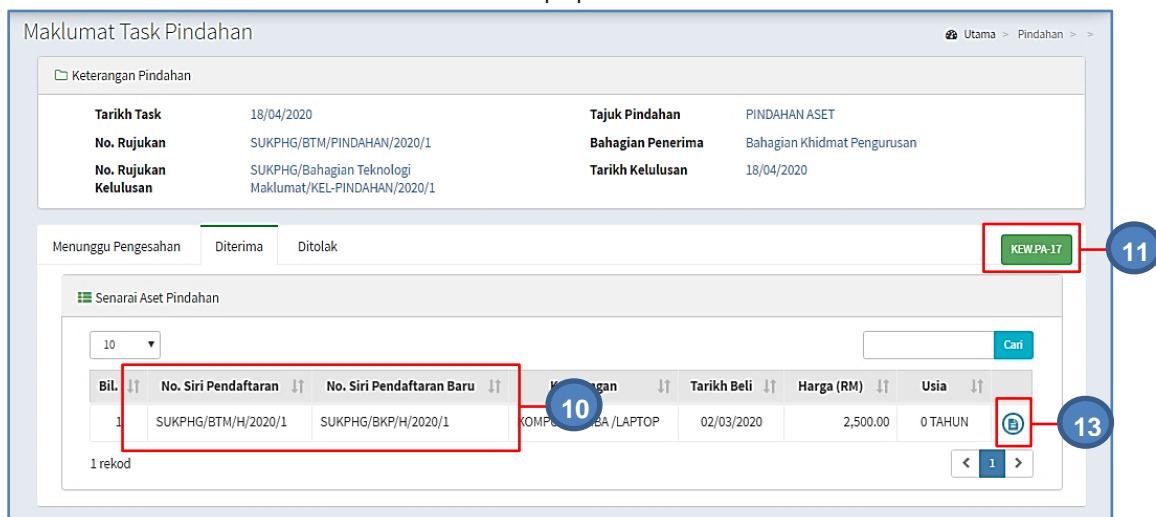 Maklumat Task Pindahan
Utama > Pindahan > >
Keterangan Pindahan
Tarikh Task 18/04/2020 Tajuk Pindahan PINDAHAN ASET
No. Rujukan SUKPHG/BTM/PINDAHAN/2020/1 Bahagian Penerima Bahagian Khidmat Pengurusan
No. Rujukan Kelulusan SUKPHG/Bahagian Teknologi Maklumat/KEL-PINDAHAN/2020/1 Tarikh Kelulusan 18/04/2020
Menunggu Pengesahan Diterima Ditolak KEW.PA-17 11
Senarai Aset Pindahan
10 Cari
Bil. No. Siri Pendaftaran No. Siri Pendaftaran Baru Tarikh Beli Harga (RM) Usia
10
1 SUKPHG/BTM/H/2020/1 SUKPHG/BKP/H/2020/1 /LAPTOP 02/03/2020 2,500.00 0 TAHUN 13
1 rekod < 1 >